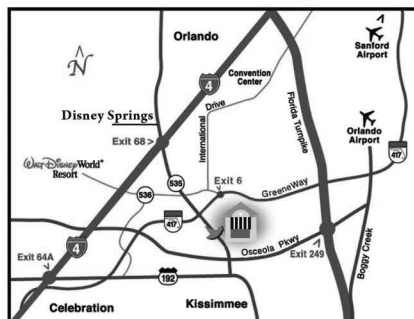 Orlando
Sanford
Airport
N
4
Convention
Center
Disney Springs
International Drive
Florida Turnpike
Orlando
Airport
Exit 68
Walt Disney World®
Resort
536
535
Exit 6
GreeneWay
417
417
4
Osceola Pkwy
Exit 249
Boggy Creek
Exit 64A
192
Celebration
Kissimmee